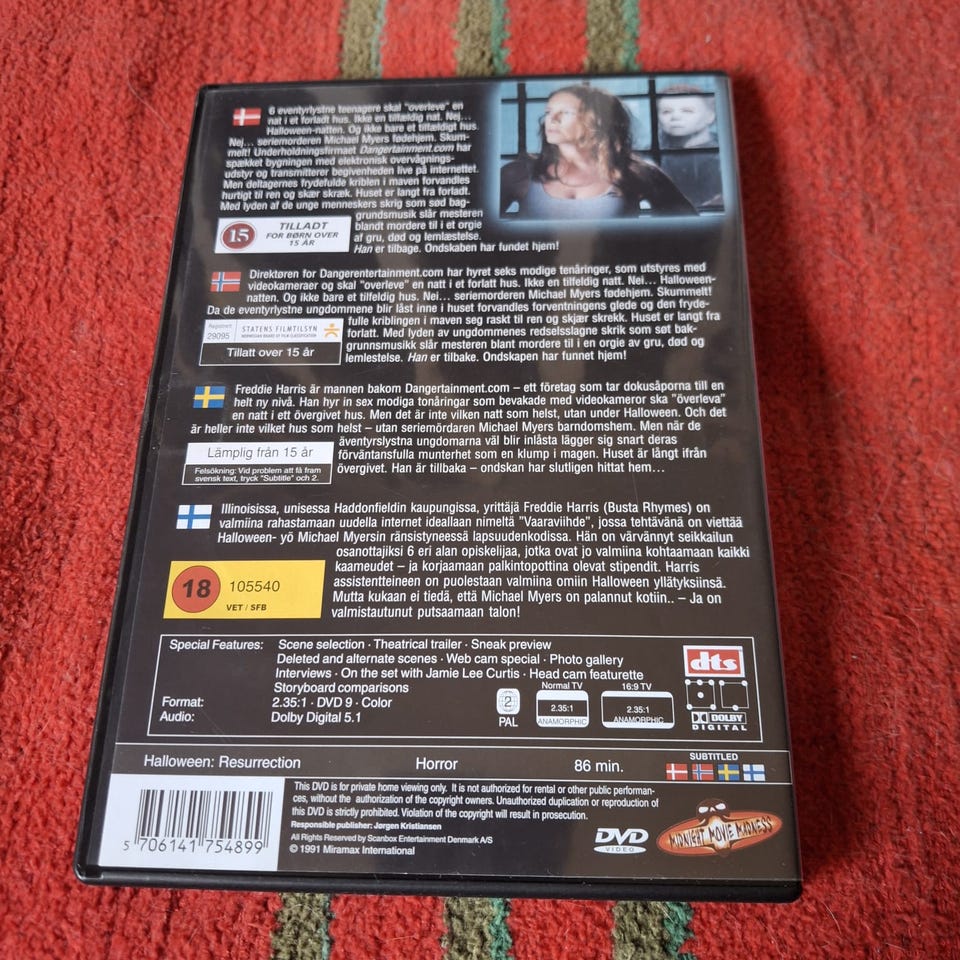 6 eventyrlystne teenagere skal "overleve" en
nat i et forladt hus. Ikke en tilfældig nat. Nej...
Halloween-natten. Og ikke bare et tilfældigt hus.
Nej... seriemorderen Michael Myers fødehjem. Skum-
melt! Underholdningsfirmaet Dangertainment.com har
spækket bygningen med elektronisk overvågnings-
udstyr og transmitterer begivenheden live på internettet.
Men deltagernes frydefulde kriblen i maven forvandles
hurtigt til ren og skær skræk. Huset er langt fra forladt.
Med lyden af de unge menneskers skrig som sød bag-
grundsmusik slår mesteren
blandt mordere til i et orgie
af gru, død og lemlæstelse.
Han er tilbage. Ondskaben har fundet hjem!
15
TILLADT
FOR BØRN OVER
15 ÅR
Direktøren for Dangerentertainment.com har hyret seks modige tenåringer, som utstyres med
videokameraer og skal "overleve" en natt i et forlatt hus. Ikke en tilfeldig natt. Nei... Halloween-
natten. Og ikke bare et tilfeldig hus. Nei... seriemorderen Michael Myers fødehjem. Skummelt!
Da de eventyrlystne ungdommene blir låst inne i huset forvandles forventningens glede og den fryde-
fulle kriblingen i maven seg raskt til ren og skjær skrekk. Huset er langt fra
forlatt. Med lyden av ungdommenes redselsslagne skrik som søt bak-
grunnsmusikk slår mesteren blant mordere til i en orgie av gru, død og
lemlestelse. Han er tilbake. Ondskapen har funnet hjem!
Registrert
29095
STATENS FILMTILSYN
NORWEGIAN BOARD OF FILM CLASSIFICATION
Tillatt over 15 år
Freddie Harris är mannen bakom Dangertainment.com – ett företag som tar dokusåporna till en
helt ny nivå. Han hyr in sex modiga tonåringar som bevakade med videokameror ska "överleva"
en natt i ett övergivet hus. Men det är inte vilken natt som helst, utan under Halloween. Och det
är heller inte vilket hus som helst – utan seriemördaren Michael Myers barndomshem. Men när de
äventyrslystna ungdomarna väl blir inlåsta lägger sig snart deras
förväntansfulla munterhet som en klump i magen. Huset är långt ifrån
övergivet. Han är tillbaka – ondskan har slutligen hittat hem...
Lämplig från 15 år
Felsökning: Vid problem att få fram
svensk text, tryck "Subtitle" och 2.
Illinoisissa, unisessa Haddonfieldin kaupungissa, yrittäjä Freddie Harris (Busta Rhymes) on
valmiina rahastamaan uudella internet ideallaan nimeltä "Vaaraviihde", jossa tehtävänä on viettää
Halloween- yö Michael Myersin ränsistyneessä lapsuudenkodissa. Hän on värvännyt seikkailun
osanottajiksi 6 eri alan opiskelijaa, jotka ovat jo valmiina kohtaamaan kaikki
kaameudet – ja korjaamaan palkintopottina olevat stipendit. Harris
assistentteineen on puolestaan valmiina omiin Halloween yllätyksiinsä.
Mutta kukaan ei tiedä, että Michael Myers on palannut kotiin.. – Ja on
valmistautunut putsaamaan talon!
18
105540
VET / SFB
Special Features: Scene selection · Theatrical trailer · Sneak preview
Deleted and alternate scenes · Web cam special · Photo gallery
Interviews · On the set with Jamie Lee Curtis · Head cam featurette
Storyboard comparisons
Format: 2.35:1 · DVD 9 · Color
Audio: Dolby Digital 5.1
2
PAL
Normal TV
2.35:1
ANAMORPHIC
16:9 TV
2.35:1
ANAMORPHIC
dts
DOLBY
DIGITAL
Halloween: Resurrection Horror 86 min.
SUBTITLED
This DVD is for private home viewing only. It is not authorized for rental or other public performan-
ces, without the authorization of the copyright owners. Unauthorized duplication or reproduction of
this DVD is strictly prohibited. Violation of the copyright will result in prosecution.
Responsible publisher: Jørgen Kristiansen
All Rights Reserved by Scanbox Entertainment Denmark A/S
© 1991 Miramax International
5 706141 754899
DVD
VIDEO
MIDNIGHT MOVIE MADNESS